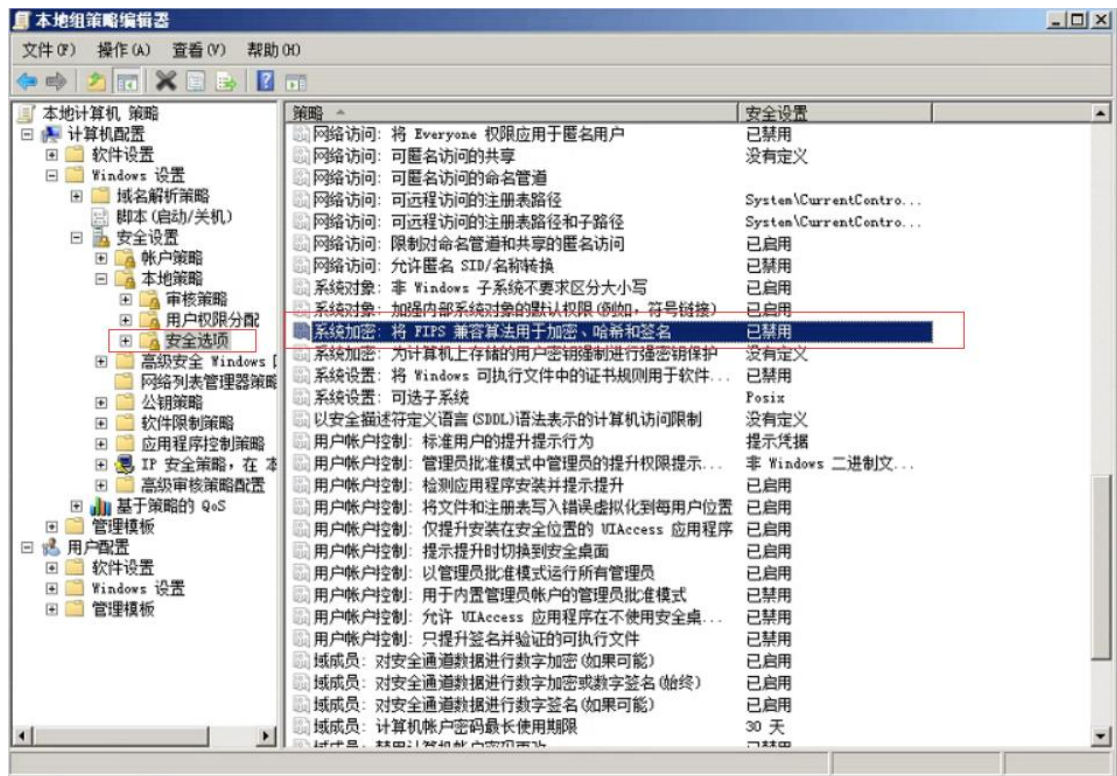 本地组策略编辑器
文件(F) 操作(A) 查看(V) 帮助(H)
本地计算机 策略
计算机配置
软件设置
Windows 设置
域名解析策略
脚本(启动/关机)
安全设置
帐户策略
本地策略
审核策略
用户权限分配
安全选项
高级安全 Windows
网络列表管理器策略
公钥策略
软件限制策略
应用程序控制策略
IP 安全策略，在 本
高级审核策略配置
基于策略的 QoS
管理模板
用户配置
软件设置
Windows 设置
管理模板
策略 安全设置
网络访问: 将 Everyone 权限应用于匿名用户 已禁用
网络访问: 可匿名访问的共享 没有定义
网络访问: 可匿名访问的命名管道
网络访问: 可远程访问的注册表路径 System\CurrentContro...
网络访问: 可远程访问的注册表路径和子路径 System\CurrentContro...
网络访问: 限制对命名管道和共享的匿名访问 已启用
网络访问: 允许匿名 SID/名称转换 已禁用
系统对象: 非 Windows 子系统不要求区分大小写 已启用
系统对象: 加强内部系统对象的默认权限(例如，符号链接) 已启用
系统加密: 将 FIPS 兼容算法用于加密、哈希和签名 已禁用
系统加密: 为计算机上存储的用户密钥强制进行强密钥保护 没有定义
系统设置: 将 Windows 可执行文件中的证书规则用于软件... 已禁用
系统设置: 可选子系统 Posix
以安全描述符定义语言(SDDL)语法表示的计算机访问限制 没有定义
用户帐户控制: 标准用户的提升提示行为 提示凭据
用户帐户控制: 管理员批准模式中管理员的提升权限提示... 非 Windows 二进制文...
用户帐户控制: 检测应用程序安装并提示提升 已启用
用户帐户控制: 将文件和注册表写入错误虚拟化到每用户位置 已启用
用户帐户控制: 仅提升安装在安全位置的 UIAccess 应用程序 已启用
用户帐户控制: 提示提升时切换到安全桌面 已启用
用户帐户控制: 以管理员批准模式运行所有管理员 已启用
用户帐户控制: 用于内置管理员帐户的管理员批准模式 已禁用
用户帐户控制: 允许 UIAccess 应用程序在不使用安全桌... 已禁用
用户帐户控制: 只提升签名并验证的可执行文件 已禁用
域成员: 对安全通道数据进行数字加密(如果可能) 已启用
域成员: 对安全通道数据进行数字加密或数字签名(始终) 已启用
域成员: 对安全通道数据进行数字签名(如果可能) 已启用
域成员: 计算机帐户密码最长使用期限 30 天
域成员: 禁用计算机帐户密码更改 已禁用